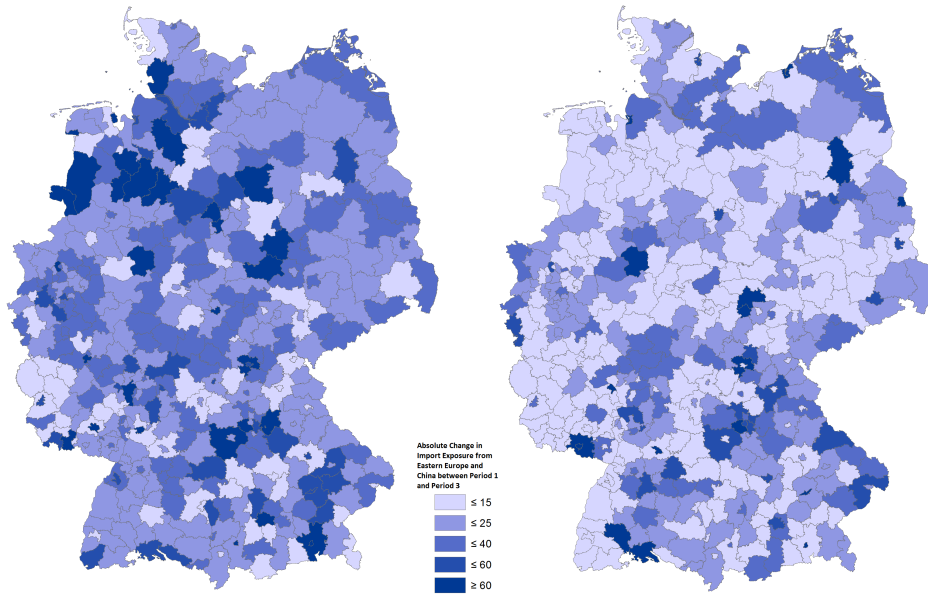 Absolute Change in
Import Exposure from
Eastern Europe and
China between Period 1
and Period 3
≤ 15
≤ 25
≤ 40
≤ 60
≥ 60